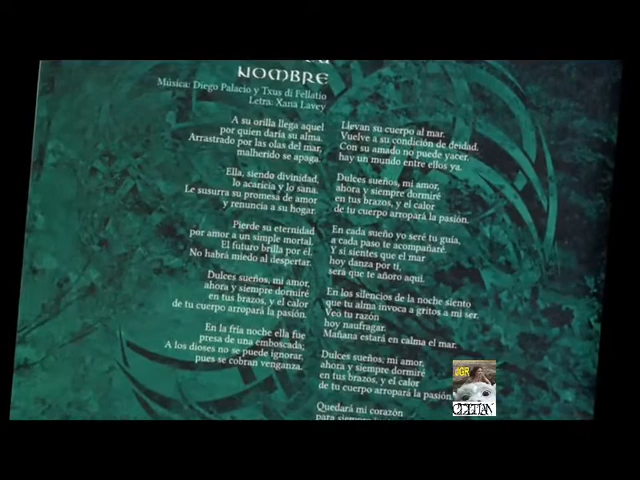 NOMBRE
Música: Diego Palacio y Txus di Fellatio
Letra: Xana Lavey
A su orilla llega aquel
por quien daría su alma.
Arrastrado por las olas del mar,
malherido se apaga.
Ella, siendo divinidad,
lo acaricia y lo sana.
Le susurra su promesa de amor
y renuncia a su hogar.
Pierde su eternidad
por amor a un simple mortal.
El futuro brilla por él.
No habrá miedo al despertar.
Dulces sueños, mi amor,
ahora y siempre dormiré
en tus brazos, y el calor
de tu cuerpo arropará la pasión.
En la fría noche ella fue
presa de una emboscada;
A los dioses no se puede ignorar,
pues se cobran venganza.
Llevan su cuerpo al mar.
Vuelve a su condición de deidad.
Con su amado no puede yacer,
hay un mundo entre ellos ya.
Dulces sueños, mi amor,
ahora y siempre dormiré
en tus brazos, y el calor
de tu cuerpo arropará la pasión.
En cada sueño yo seré tu guía,
a cada paso te acompañaré.
Y si sientes que el mar
hoy danza por ti,
será que te añoro aquí.
En los silencios de la noche siento
que tu alma invoca a gritos a mi ser.
Veo tu razón
hoy naufragar.
Mañana estará en calma el mar.
Dulces sueños, mi amor,
ahora y siempre dormiré
en tus brazos, y el calor
de tu cuerpo arropará la pasión.
Quedará mi corazón
para siempre
JGR